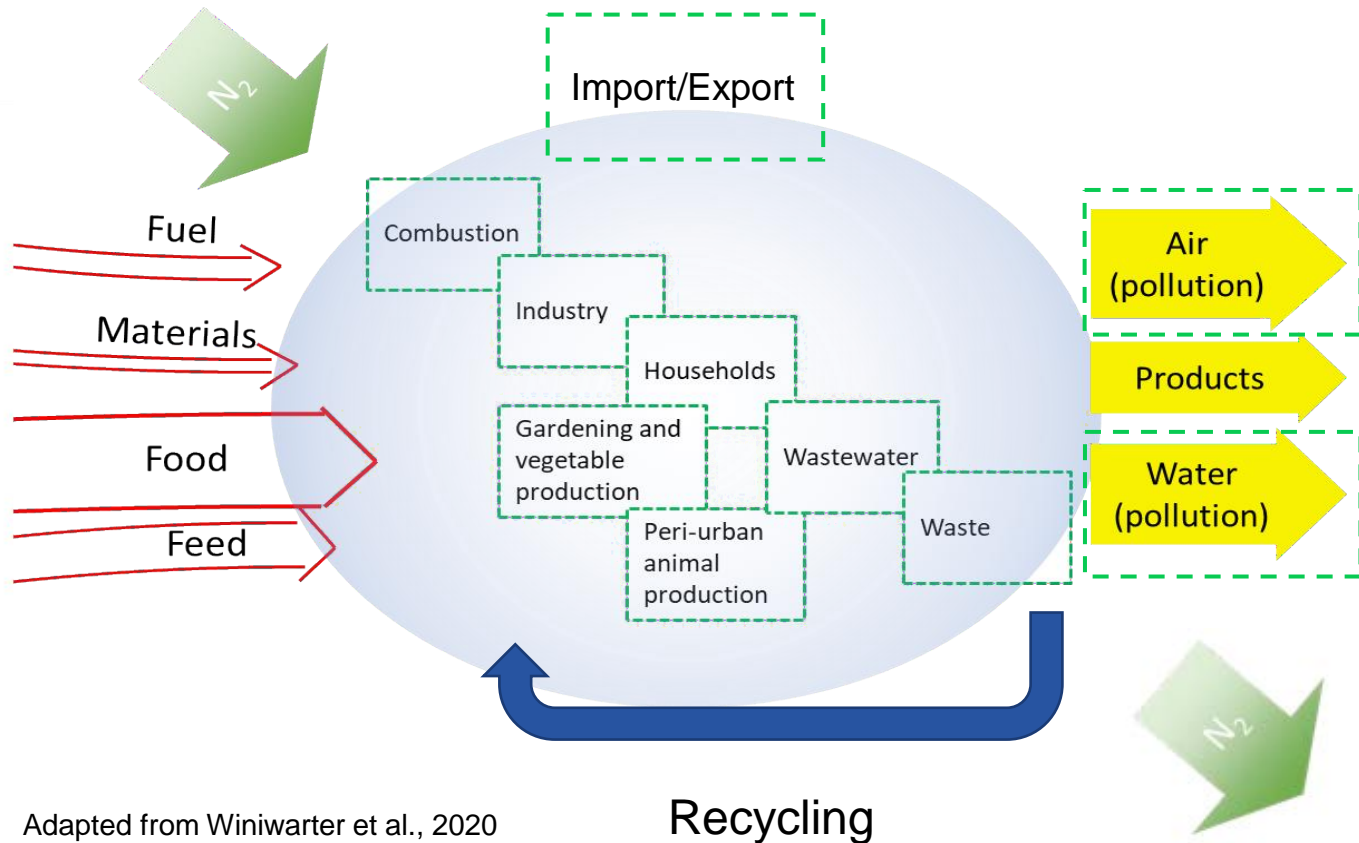 N₂
Import/Export
Fuel
Materials
Food
Feed
Combustion
Industry
Households
Gardening and
vegetable
production
Peri-urban
animal
production
Wastewater
Waste
Air
(pollution)
Products
Water
(pollution)
N₂
Recycling
Adapted from Winiwarter et al., 2020